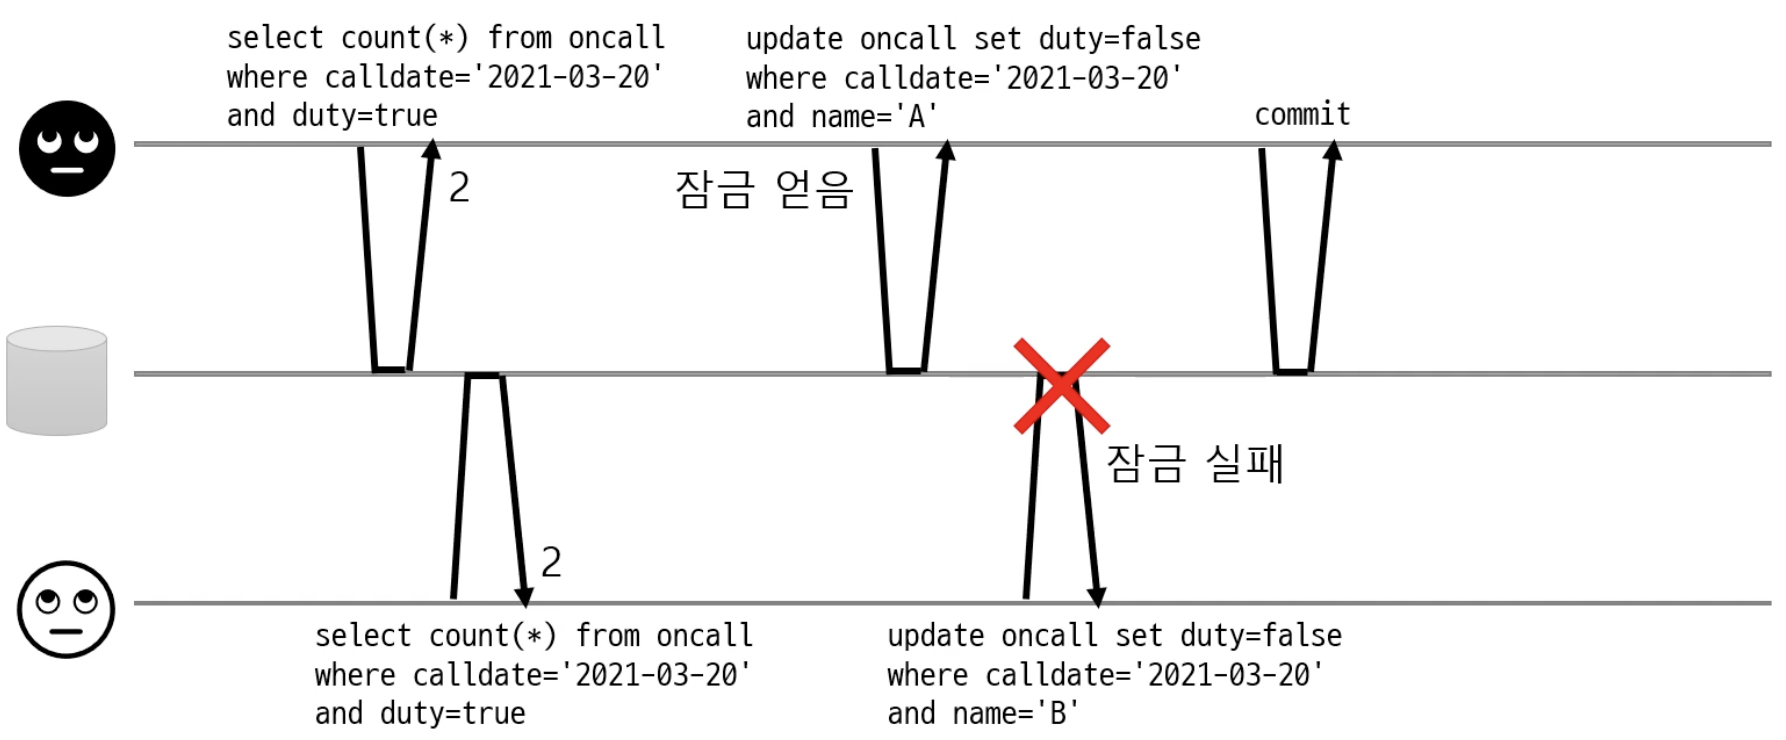 select count(*) from oncall
where calldate='2021-03-20'
and duty=true
update oncall set duty=false
where calldate='2021-03-20'
and name='A'
commit
2
잠금 얻음
잠금 실패
2
select count(*) from oncall
where calldate='2021-03-20'
and duty=true
update oncall set duty=false
where calldate='2021-03-20'
and name='B'